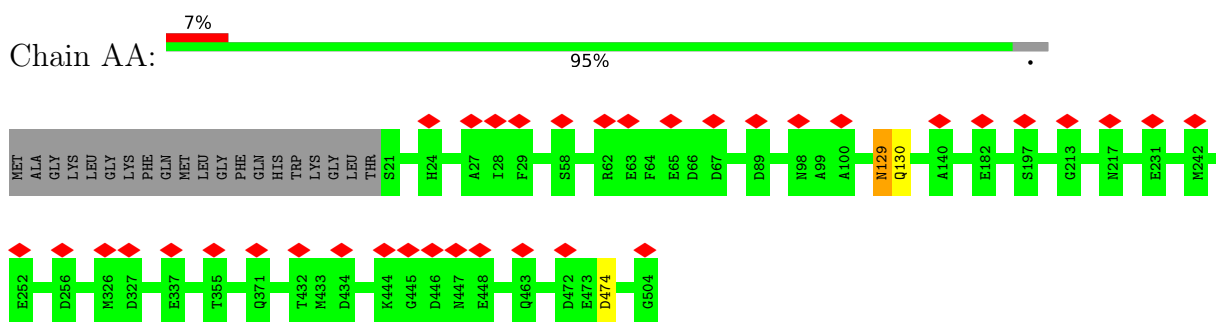 7%
Chain AA:
95%
•
MET ALA GLY LYS LEU GLY LYS PHE GLN MET LEU GLY PHE GLN HIS TRP LYS GLY LEU THR S21 H24 A27 I28 F29 S58 R62 E63 F64 E65 D66 D67 D89 N98 A99 A100 N129 Q130 A140 E182 S197 G213 N217 E231 M242
E252 D256 M326 D327 E337 T355 Q371 T432 M433 D434 K444 G445 D446 N447 E448 Q463 D472 E473 D474 G504